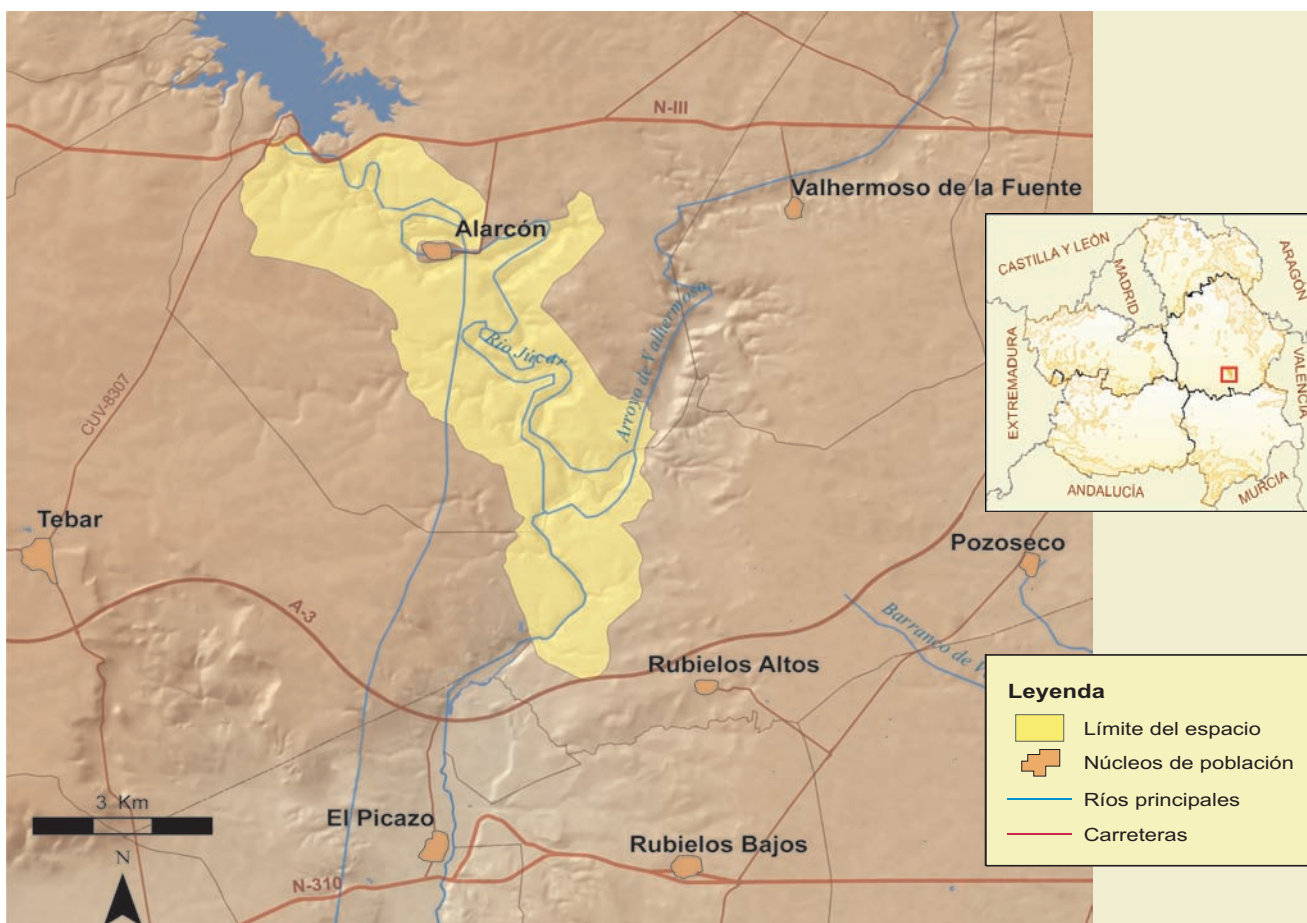 N-III
Valhermoso de la Fuente
Alarcón
Río Júcar
Arroyo de Valhermoso
CUV-8307
Tebar
A-3
Pozoseco
Barranco de
Rubielos Altos
El Picazo
Rubielos Bajos
N-310
3 Km
N
CASTILLA Y LEÓN
MADRID
ARAGÓN
EXTREMADURA
VALENCIA
ANDALUCÍA
MURCIA
Leyenda
Límite del espacio
Núcleos de población
Ríos principales
Carreteras